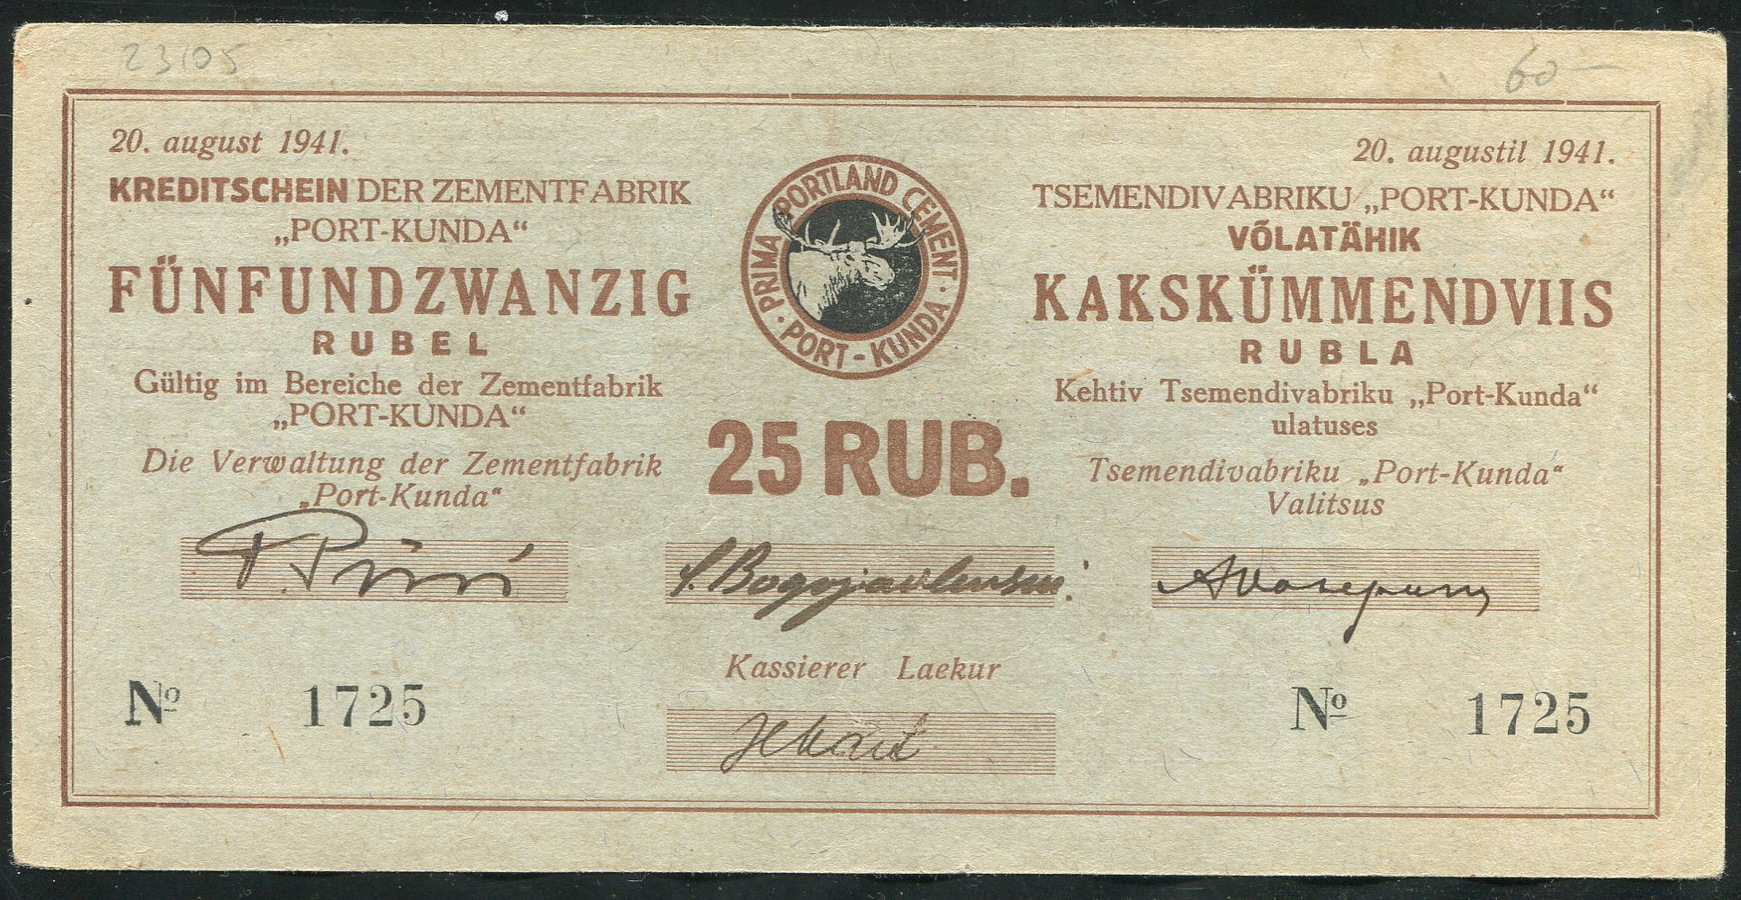 23105
60-
20. august 1941.
KREDITSCHEIN DER ZEMENTFABRIK
„PORT-KUNDA“
FÜNFUNDZWANZIG
RUBEL
Gültig im Bereiche der Zementfabrik
„PORT-KUNDA“
Die Verwaltung der Zementfabrik
„Port-Kunda“
PRIMA PORTLAND CEMENT
· PORT-KUNDA ·
25 RUB.
20. augustil 1941.
TSEMENDIVABRIKU „PORT-KUNDA“
VÕLATÄHIK
KAKSKÜMMENDVIIS
RUBLA
Kehtiv Tsemendivabriku „Port-Kunda“
ulatuses
Tsemendivabriku „Port-Kunda“
Valitsus
Kassierer Laekur
№ 1725
№ 1725